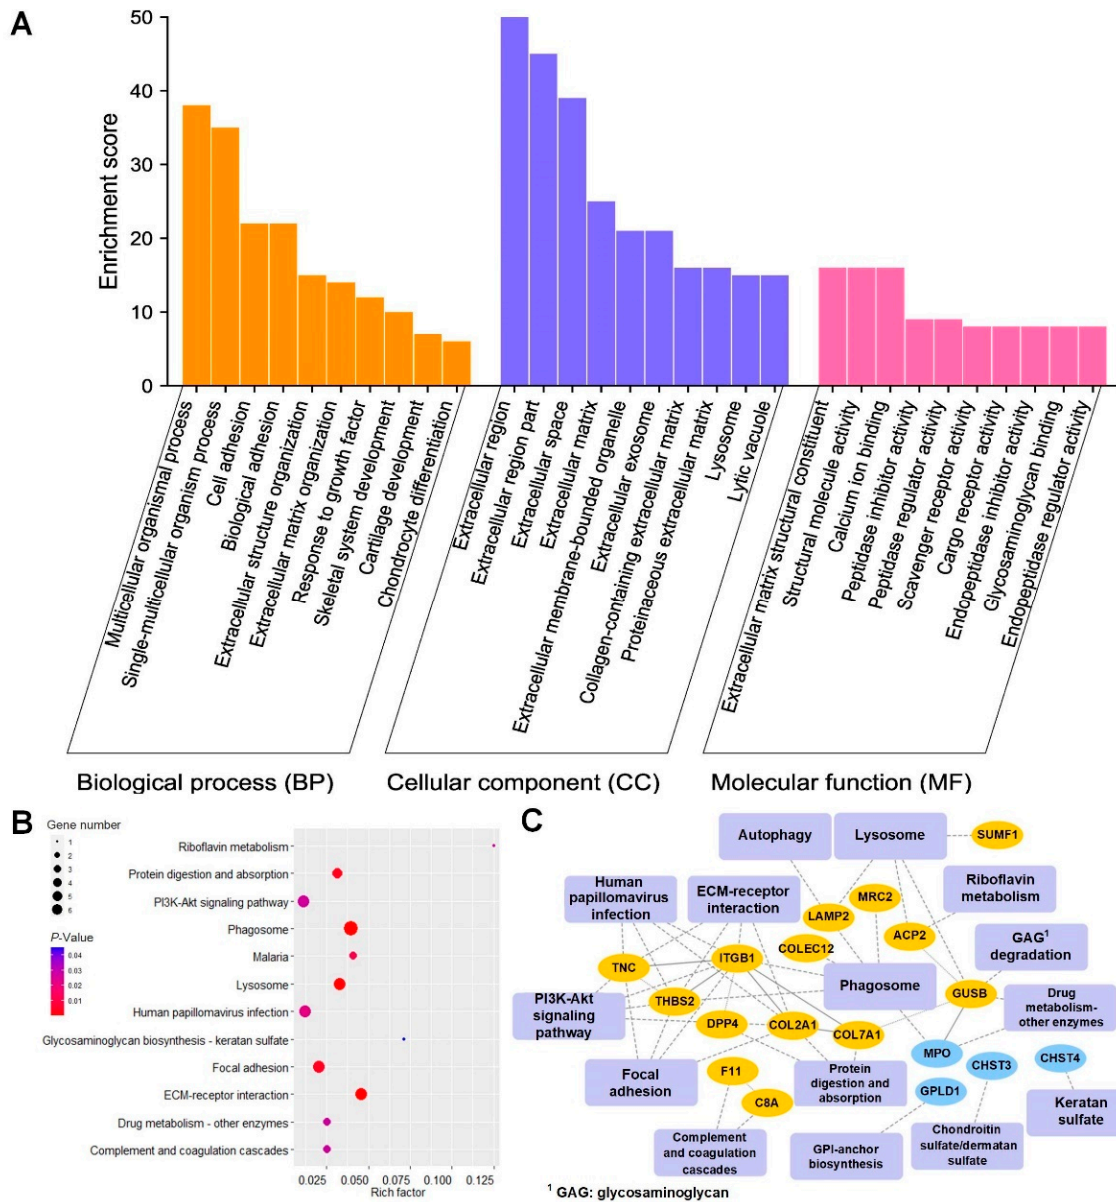 A
Enrichment score
50
40
30
20
10
0
Multicellular organismal process
Single-multicellular organism process
Cell adhesion
Biological adhesion
Extracellular structure organization
Extracellular matrix organization
Response to growth factor
Skeletal system development
Cartilage development
Chondrocyte differentiation
Extracellular region
Extracellular region part
Extracellular space
Extracellular matrix
Extracellular membrane-bounded organelle
Extracellular exosome
Collagen-containing extracellular matrix
Proteinaceous extracellular matrix
Lysosome
Lytic vacuole
Extracellular matrix structural constituent
Structural molecule activity
Calcium ion binding
Peptidase inhibitor activity
Peptidase regulator activity
Scavenger receptor activity
Cargo receptor activity
Endopeptidase inhibitor activity
Glycosaminoglycan binding
Endopeptidase regulator activity
Biological process (BP)
Cellular component (CC)
Molecular function (MF)
B
Gene number
1
2
3
4
5
6
P-Value
0.04
0.03
0.02
0.01
Riboflavin metabolism
Protein digestion and absorption
PI3K-Akt signaling pathway
Phagosome
Malaria
Lysosome
Human papillomavirus infection
Glycosaminoglycan biosynthesis - keratan sulfate
Focal adhesion
ECM-receptor interaction
Drug metabolism - other enzymes
Complement and coagulation cascades
0.025
0.050
0.075
0.100
0.125
Rich factor
C
Autophagy
Lysosome
SUMF1
Human
papillomavirus
infection
ECM-receptor
interaction
MRC2
Riboflavin
metabolism
LAMP2
ACP2
COLEC12
GAG¹
degradation
TNC
ITGB1
Phagosome
GUSB
THBS2
PI3K-Akt
signaling
pathway
DPP4
COL2A1
COL7A1
Drug
metabolism-
other enzymes
MPO
CHST3
CHST4
Focal
adhesion
F11
Protein
digestion and
absorption
GPLD1
C8A
Keratan
sulfate
Complement
and coagulation
cascades
GPI-anchor
biosynthesis
Chondroitin
sulfate/dermatan
sulfate
¹ GAG: glycosaminoglycan